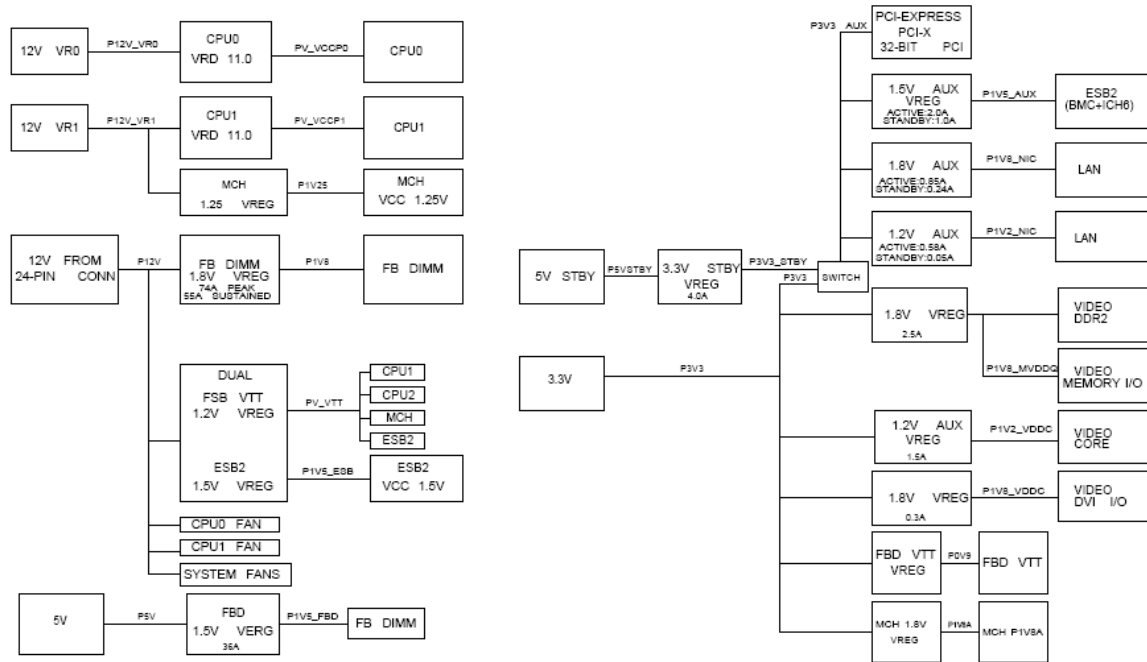 12V VR0
P12V_VR0
CPU0
VRD 11.0
PV_VCCP0
CPU0
12V VR1
P12V_VR1
CPU1
VRD 11.0
PV_VCCP1
CPU1
MCH
1.25 VREG
P1V25
MCH
VCC 1.25V
12V FROM
24-PIN CONN
P12V
FB DIMM
1.8V VREG
74A PEAK
55A SUSTAINED
P1V8
FB DIMM
DUAL
FSB VTT
1.2V VREG
PV_VTT
CPU1
CPU2
MCH
ESB2
ESB2
1.5V VREG
P1V5_ESB
ESB2
VCC 1.5V
CPU0 FAN
CPU1 FAN
SYSTEM FANS
5V
P5V
FBD
1.5V VERG
36A
P1V5_FBD
FB DIMM
P3V3 AUX
PCI-EXPRESS
PCI-X
32-BIT PCI
1.5V AUX
VREG
ACTIVE:2.0A
STANDBY:1.0A
P1V5_AUX
ESB2
(BMC+ICH6)
1.8V AUX
ACTIVE:0.85A
STANDBY:0.24A
P1V8_NIC
LAN
1.2V AUX
ACTIVE:0.58A
STANDBY:0.05A
P1V2_NIC
LAN
5V STBY
P5VSTBY
3.3V STBY
VREG
4.0A
P3V3_STBY
P3V3
SWITCH
3.3V
P3V3
1.8V VREG
2.5A
VIDEO
DDR2
P1V8_MVDDQ
VIDEO
MEMORY I/O
1.2V AUX
VREG
1.5A
P1V2_VDDC
VIDEO
CORE
1.8V VREG
0.3A
P1V8_VDDC
VIDEO
DVI I/O
FBD VTT
VREG
P0V9
FBD VTT
MCH 1.8V
VREG
P1V8A
MCH P1V8A